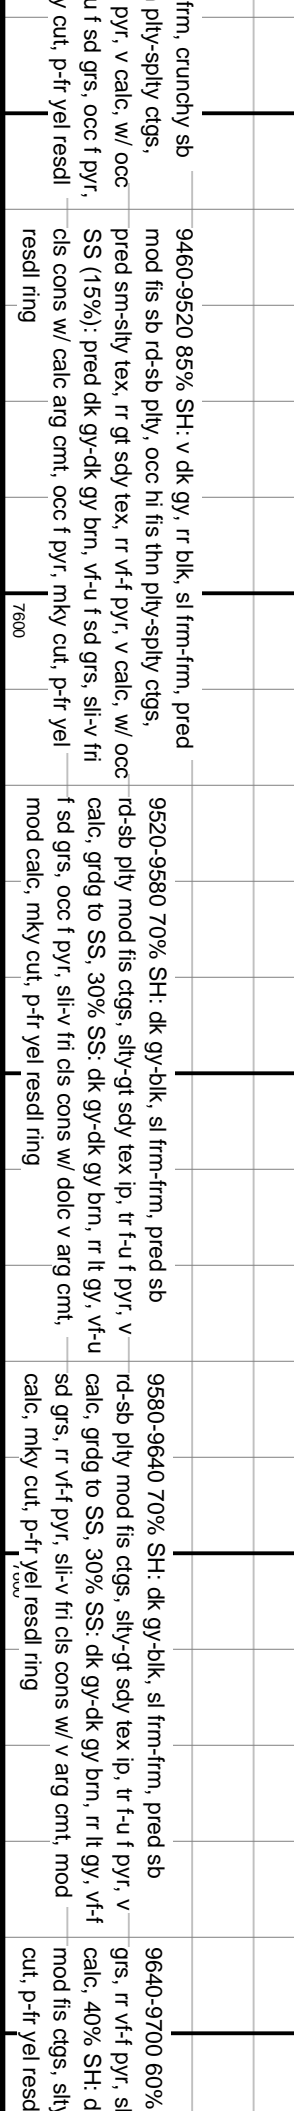 frm, crunchy sb
plty-splty ctgs,
pyr, v calc, w/ occ
u f sd grs, occ f pyr,
y cut, p-fr yel resdl
9460-9520 85% SH: v dk gy, rr blk, sl frm-frm, pred
mod fis sb rd-sb plty, occ hi fis thn plty-splty ctgs,
pred sm-slty tex, rr gt sdy tex, rr vf-f pyr, v calc, w/ occ
SS (15%): pred dk gy-dk gy brn, vf-u f sd grs, sli-v fri
cls cons w/ calc arg cmt, occ f pyr, mky cut, p-fr yel
resdl ring
7600
9520-9580 70% SH: dk gy-blk, sl frm-frm, pred sb
rd-sb plty mod fis ctgs, slty-gt sdy tex ip, tr f-u f pyr, v
calc, grdg to SS, 30% SS: dk gy-dk gy brn, rr lt gy, vf-u
f sd grs, occ f pyr, sli-v fri cls cons w/ dolc v arg cmt,
mod calc, mky cut, p-fr yel resdl ring
9580-9640 70% SH: dk gy-blk, sl frm-frm, pred sb
rd-sb plty mod fis ctgs, slty-gt sdy tex ip, tr f-u f pyr, v
calc, grdg to SS, 30% SS: dk gy-dk gy brn, rr lt gy, vf-f
sd grs, rr vf-f pyr, sli-v fri cls cons w/ v arg cmt, mod
calc, mky cut, p-fr yel resdl ring
9640-9700 60%
grs, rr vf-f pyr, sl
calc, 40% SH: d
mod fis ctgs, slty
cut, p-fr yel resd